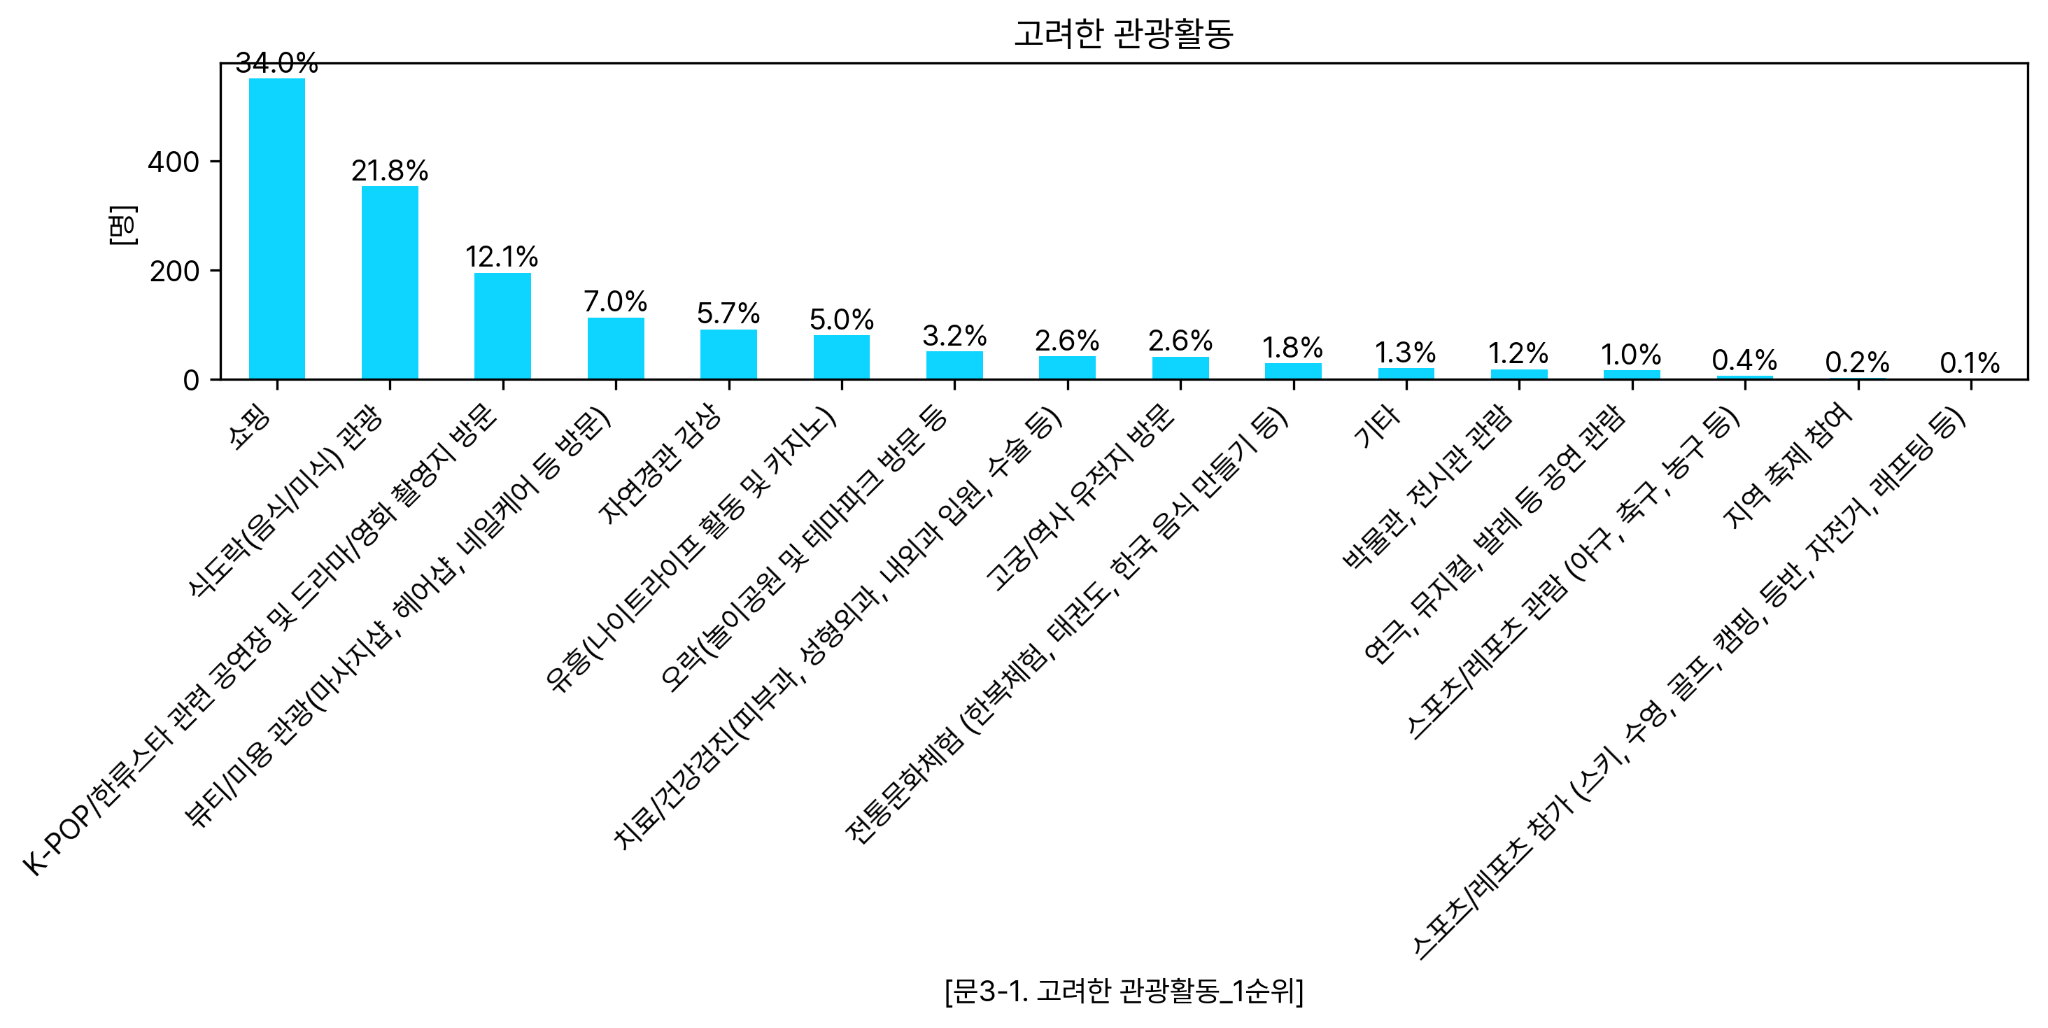 고려한 관광활동
[명]
400
200
0
34.0%
21.8%
12.1%
7.0%
5.7%
5.0%
3.2%
2.6%
2.6%
1.8%
1.3%
1.2%
1.0%
0.4%
0.2%
0.1%
쇼핑
식도락(음식/미식) 관광
K-POP/한류스타 관련 공연장 및 드라마/영화 촬영지 방문
뷰티/미용 관광(마사지샵, 헤어샵, 네일케어 등 방문)
자연경관 감상
유흥(나이트라이프 활동 및 카지노)
오락(놀이공원 및 테마파크 방문 등
치료/건강검진(피부과, 성형외과, 내외과 입원, 수술 등)
고궁/역사 유적지 방문
전통문화체험 (한복체험, 태권도, 한국 음식 만들기 등)
기타
박물관, 전시관 관람
연극, 뮤지컬, 발레 등 공연 관람
스포츠/레포츠 관람 (야구, 축구, 농구 등)
지역 축제 참여
스포츠/레포츠 참가 (스키, 수영, 골프, 캠핑, 등반, 자전거, 래프팅 등)
[문3-1. 고려한 관광활동_1순위]